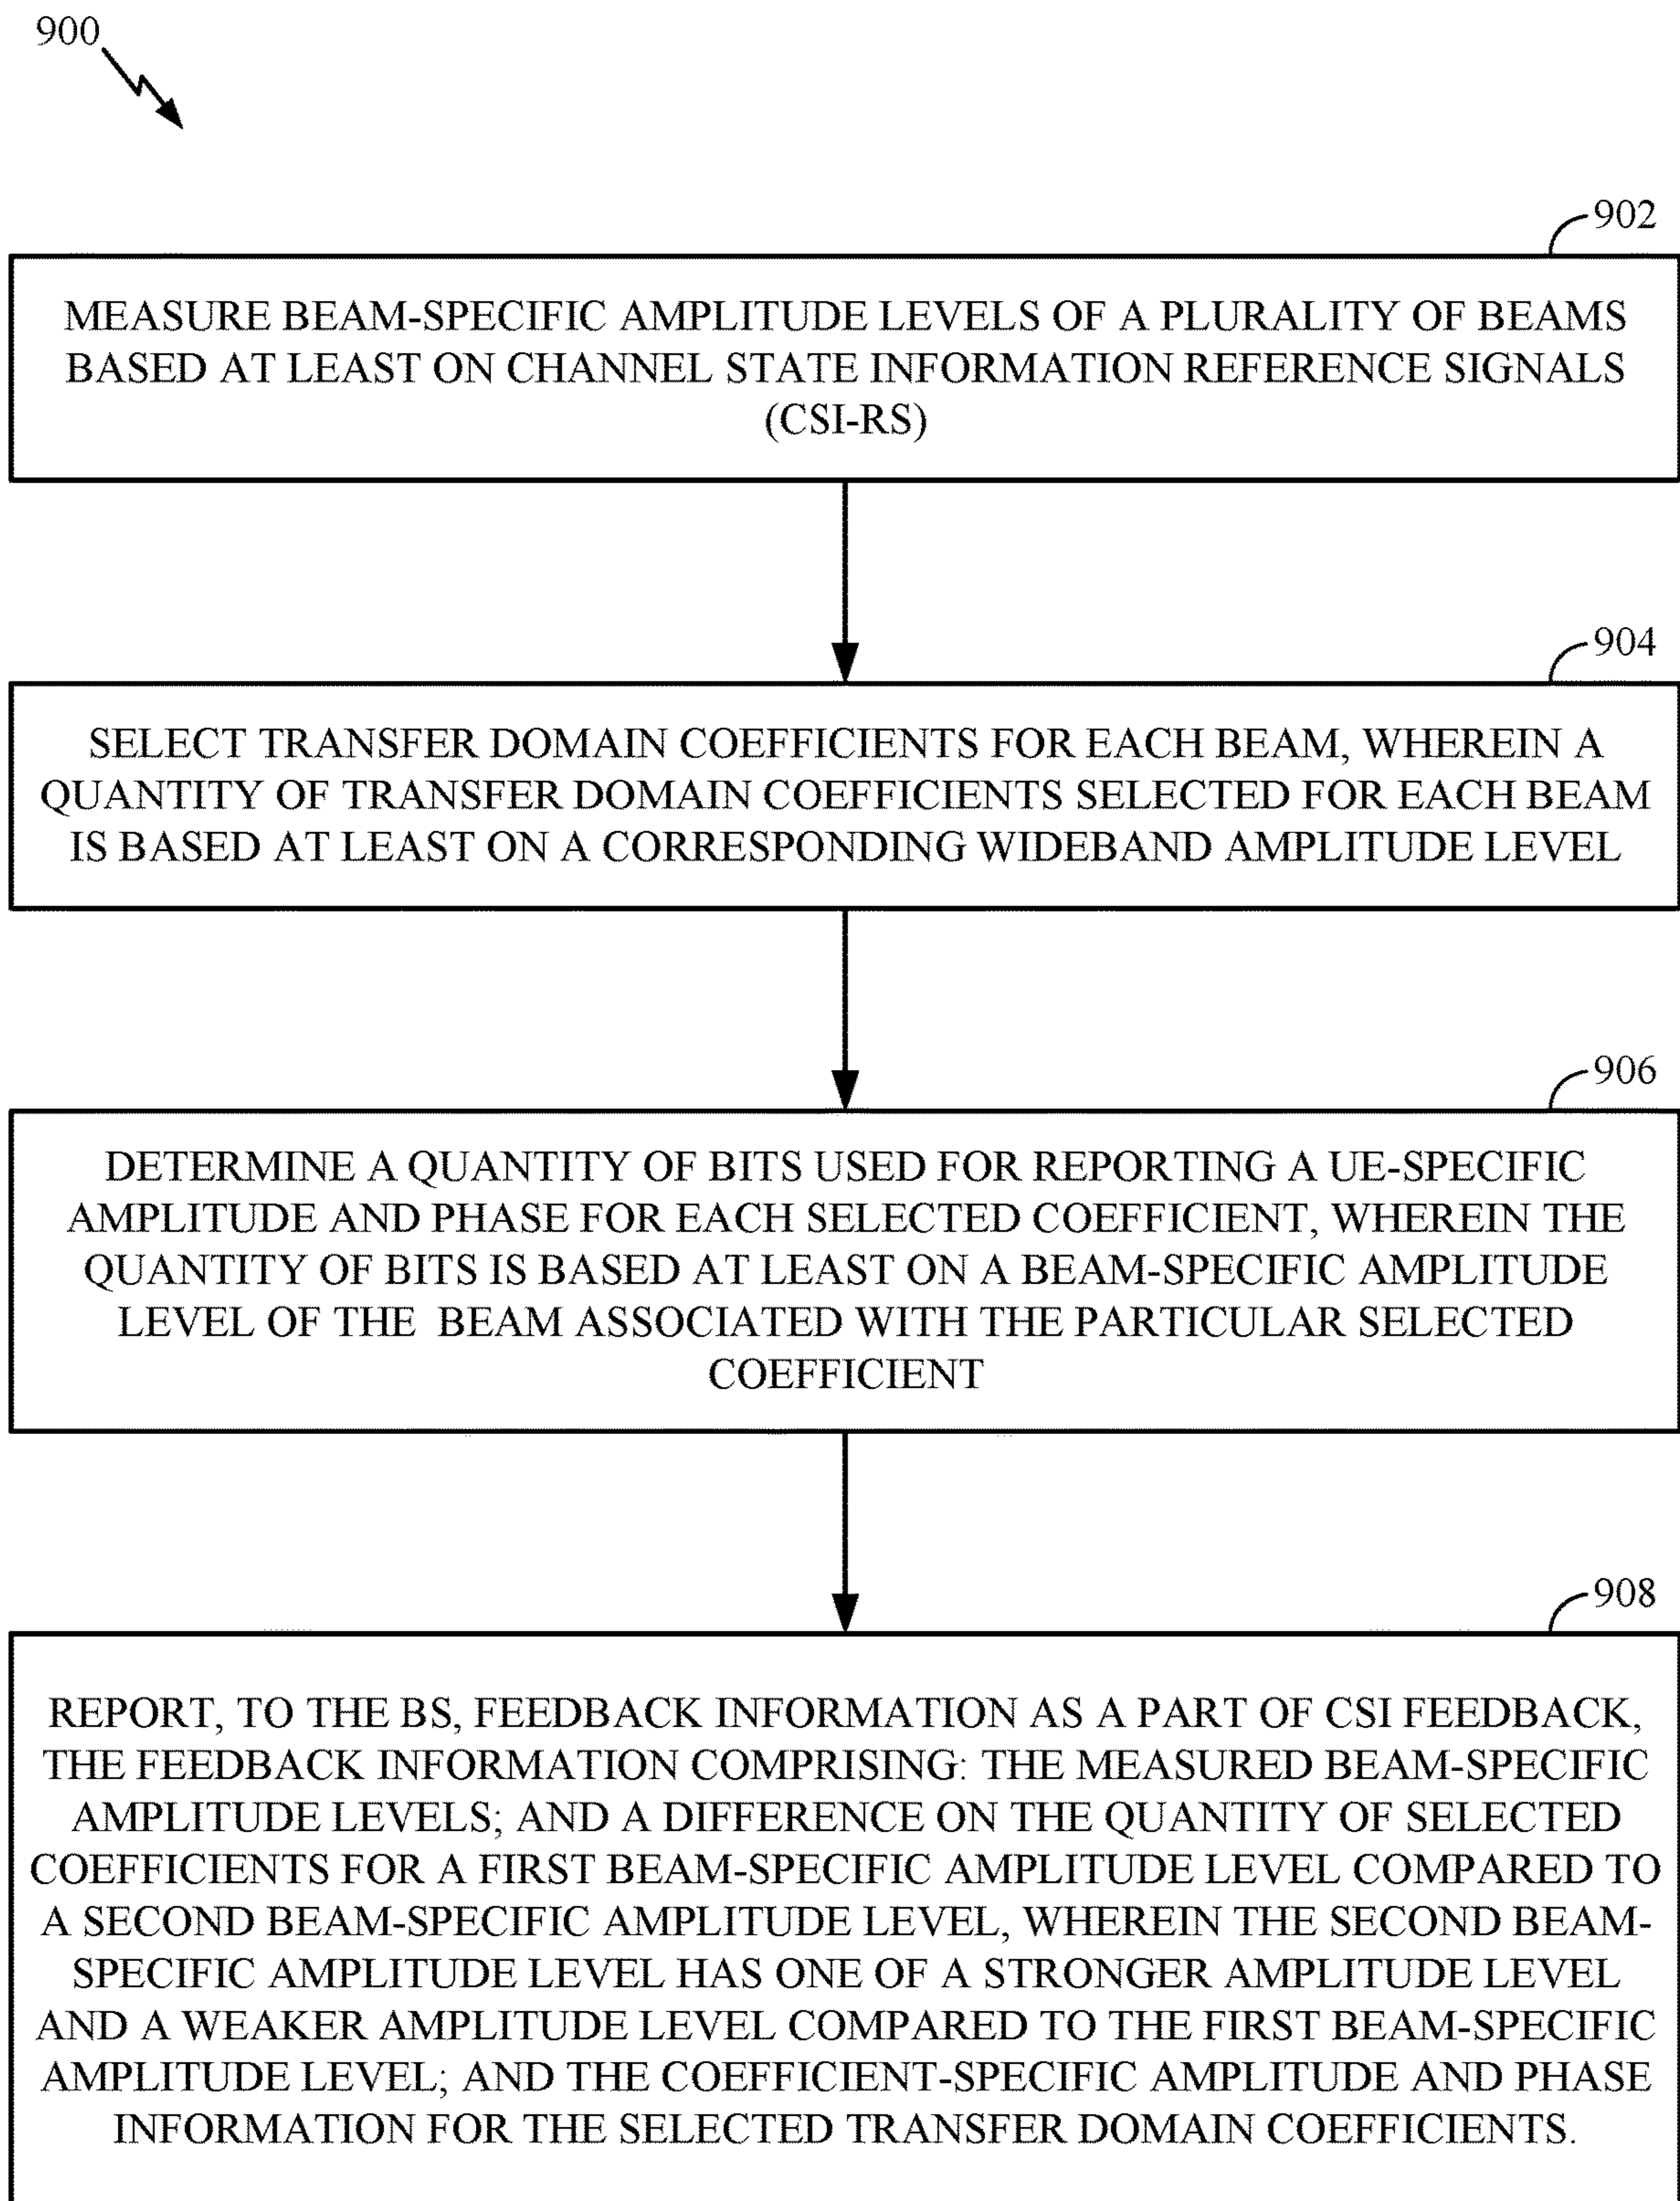 900
902
MEASURE BEAM-SPECIFIC AMPLITUDE LEVELS OF A PLURALITY OF BEAMS
BASED AT LEAST ON CHANNEL STATE INFORMATION REFERENCE SIGNALS
(CSI-RS)
904
SELECT TRANSFER DOMAIN COEFFICIENTS FOR EACH BEAM, WHEREIN A
QUANTITY OF TRANSFER DOMAIN COEFFICIENTS SELECTED FOR EACH BEAM
IS BASED AT LEAST ON A CORRESPONDING WIDEBAND AMPLITUDE LEVEL
906
DETERMINE A QUANTITY OF BITS USED FOR REPORTING A UE-SPECIFIC
AMPLITUDE AND PHASE FOR EACH SELECTED COEFFICIENT, WHEREIN THE
QUANTITY OF BITS IS BASED AT LEAST ON A BEAM-SPECIFIC AMPLITUDE
LEVEL OF THE BEAM ASSOCIATED WITH THE PARTICULAR SELECTED
COEFFICIENT
908
REPORT, TO THE BS, FEEDBACK INFORMATION AS A PART OF CSI FEEDBACK,
THE FEEDBACK INFORMATION COMPRISING: THE MEASURED BEAM-SPECIFIC
AMPLITUDE LEVELS; AND A DIFFERENCE ON THE QUANTITY OF SELECTED
COEFFICIENTS FOR A FIRST BEAM-SPECIFIC AMPLITUDE LEVEL COMPARED TO
A SECOND BEAM-SPECIFIC AMPLITUDE LEVEL, WHEREIN THE SECOND BEAM-
SPECIFIC AMPLITUDE LEVEL HAS ONE OF A STRONGER AMPLITUDE LEVEL
AND A WEAKER AMPLITUDE LEVEL COMPARED TO THE FIRST BEAM-SPECIFIC
AMPLITUDE LEVEL; AND THE COEFFICIENT-SPECIFIC AMPLITUDE AND PHASE
INFORMATION FOR THE SELECTED TRANSFER DOMAIN COEFFICIENTS.